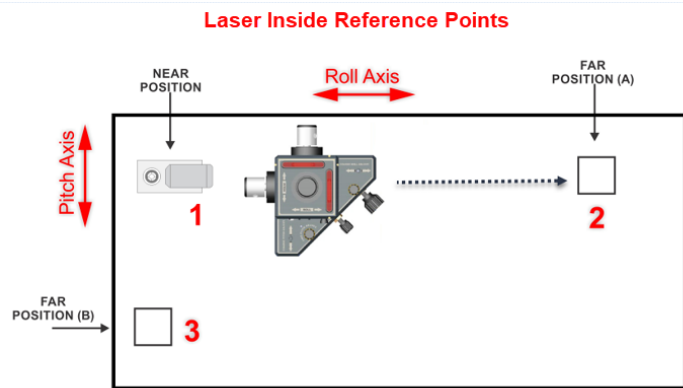 Laser Inside Reference Points
NEAR
POSITION
Roll Axis
FAR
POSITION (A)
Pitch Axis
1
2
FAR
POSITION (B)
3